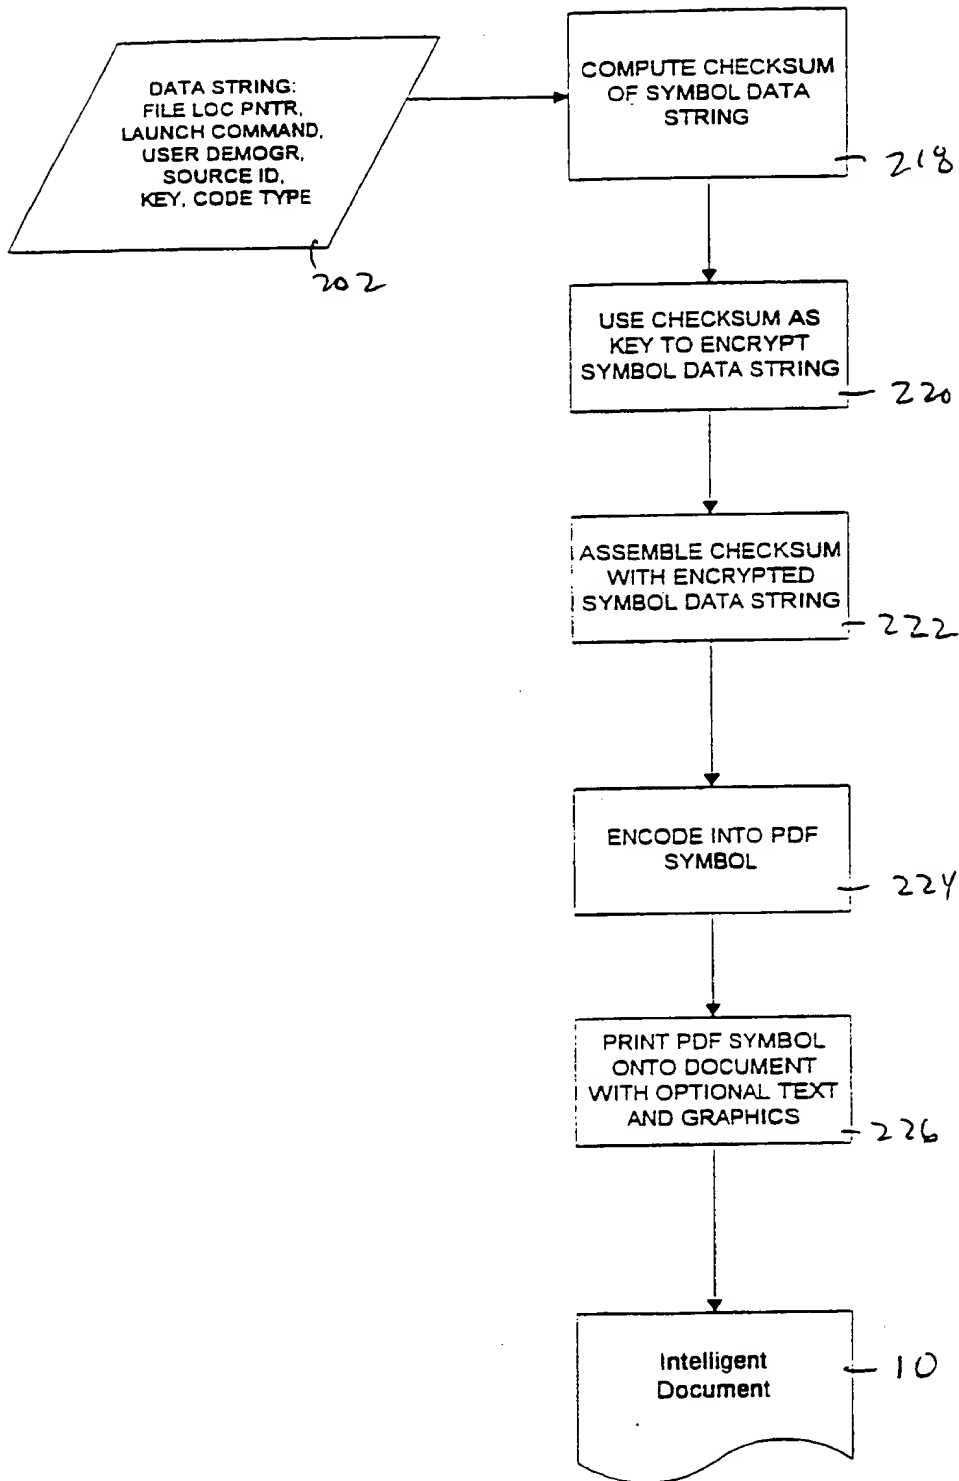 DATA STRING:
FILE LOC PNTR,
LAUNCH COMMAND,
USER DEMOGR,
SOURCE ID,
KEY, CODE TYPE
202
COMPUTE CHECKSUM
OF SYMBOL DATA
STRING
218
USE CHECKSUM AS
KEY TO ENCRYPT
SYMBOL DATA STRING
220
ASSEMBLE CHECKSUM
WITH ENCRYPTED
SYMBOL DATA STRING
222
ENCODE INTO PDF
SYMBOL
224
PRINT PDF SYMBOL
ONTO DOCUMENT
WITH OPTIONAL TEXT
AND GRAPHICS
226
Intelligent
Document
10